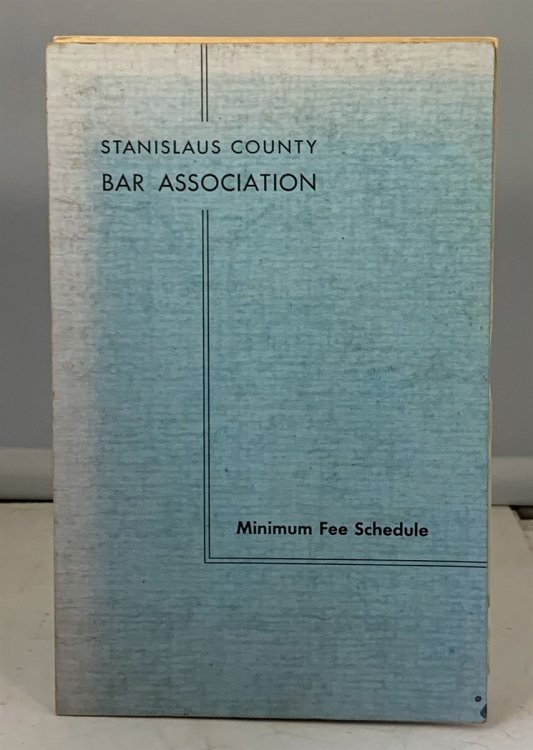 STANISLAUS COUNTY
BAR ASSOCIATION
Minimum Fee Schedule